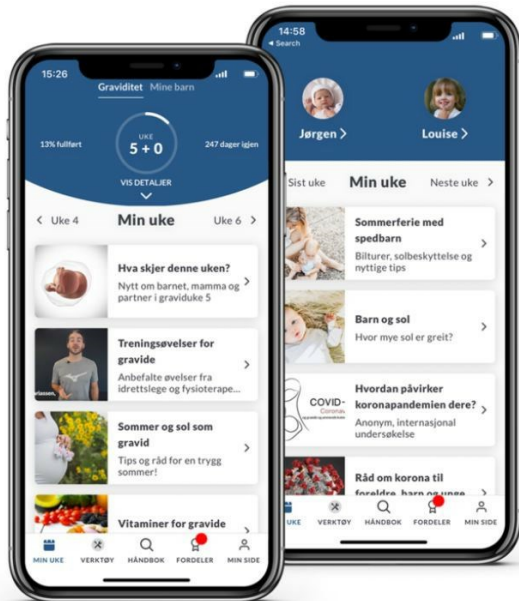 15:26
Graviditet Mine barn
13% fullført
UKE
5 + 0
247 dager igjen
VIS DETALJER
Uke 4 Min uke Uke 6
Hva skjer denne uken?
Nytt om barnet, mamma og
partner i graviduke 5
Treningsøvelser for
gravide
Anbefalte øvelser fra
idrettslege og fysioterape...
Sommer og sol som
gravid
Tips og råd for en trygg
sommer!
Vitaminer for gravide
MIN UKE VERKTØY HÅNDBOK FORDELER MIN SIDE
14:58
Search
Jørgen Louise
Sist uke Min uke Neste uke
Sommerferie med
spedbarn
Bilturer, solbeskyttelse og
nyttige tips
Barn og sol
Hvor mye sol er greit?
COVID-
Hvordan påvirker
koronapandemien dere?
Anonym, internasjonal
undersøkelse
Råd om korona til
foreldre, barn og unge
UKE VERKTØY HÅNDBOK FORDELER MIN SIDE